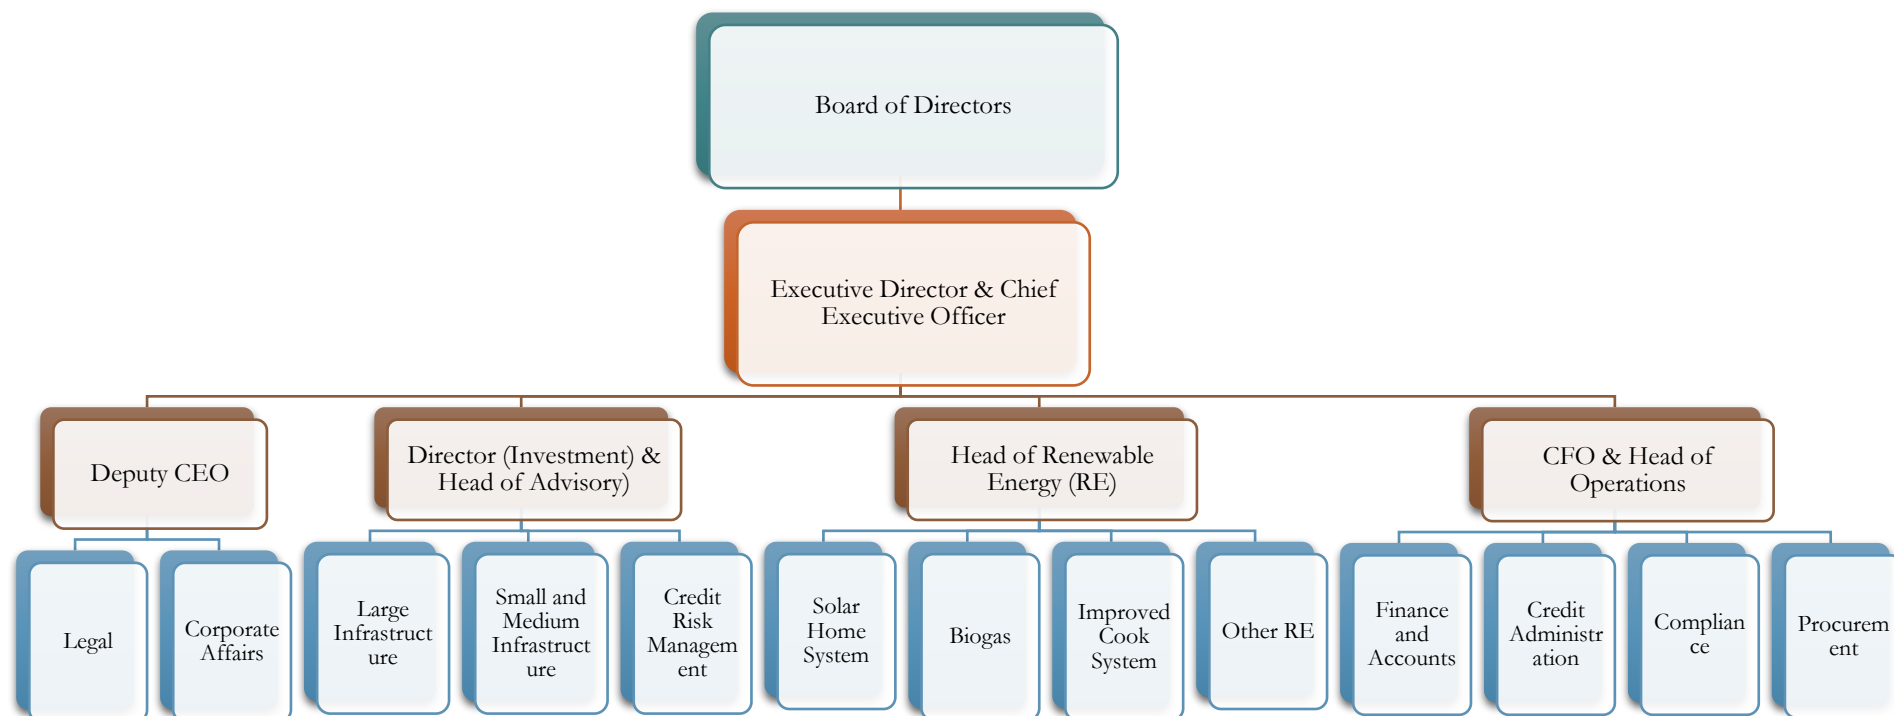 Board of Directors
Executive Director & Chief
Executive Officer
Deputy CEO
Director (Investment) &
Head of Advisory)
Head of Renewable
Energy (RE)
CFO & Head of
Operations
Legal
Corporate
Affairs
Large
Infrastruct
ure
Small and
Medium
Infrastruct
ure
Credit
Risk
Managem
ent
Solar
Home
System
Biogas
Improved
Cook
System
Other RE
Finance
and
Accounts
Credit
Administr
ation
Complian
ce
Procurem
ent